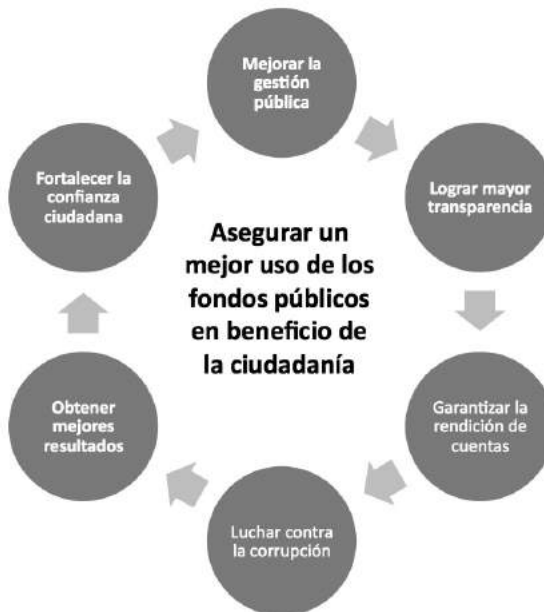 Mejorar la
gestión
pública
Lograr mayor
transparencia
Garantizar la
rendición de
cuentas
Luchar contra
la corrupción
Obtener
mejores
resultados
Fortalecer la
confianza
ciudadana
Asegurar un
mejor uso de los
fondos públicos
en beneficio de
la ciudadanía